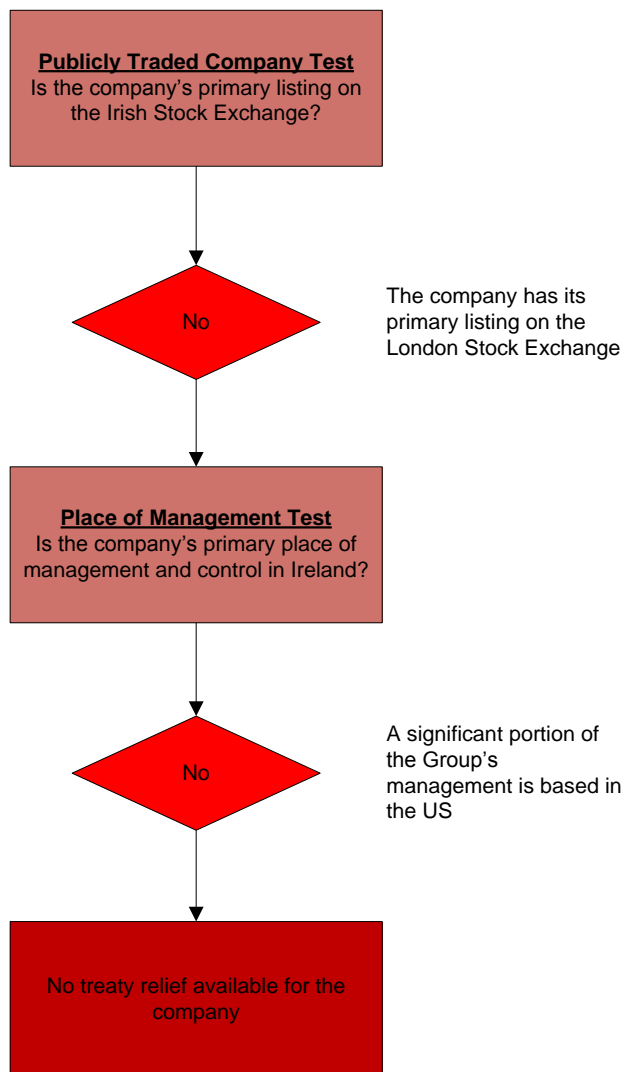 Publicly Traded Company Test
Is the company's primary listing on
the Irish Stock Exchange?
No
The company has its
primary listing on the
London Stock Exchange
Place of Management Test
Is the company's primary place of
management and control in Ireland?
No
A significant portion of
the Group's
management is based in
the US
No treaty relief available for the
company